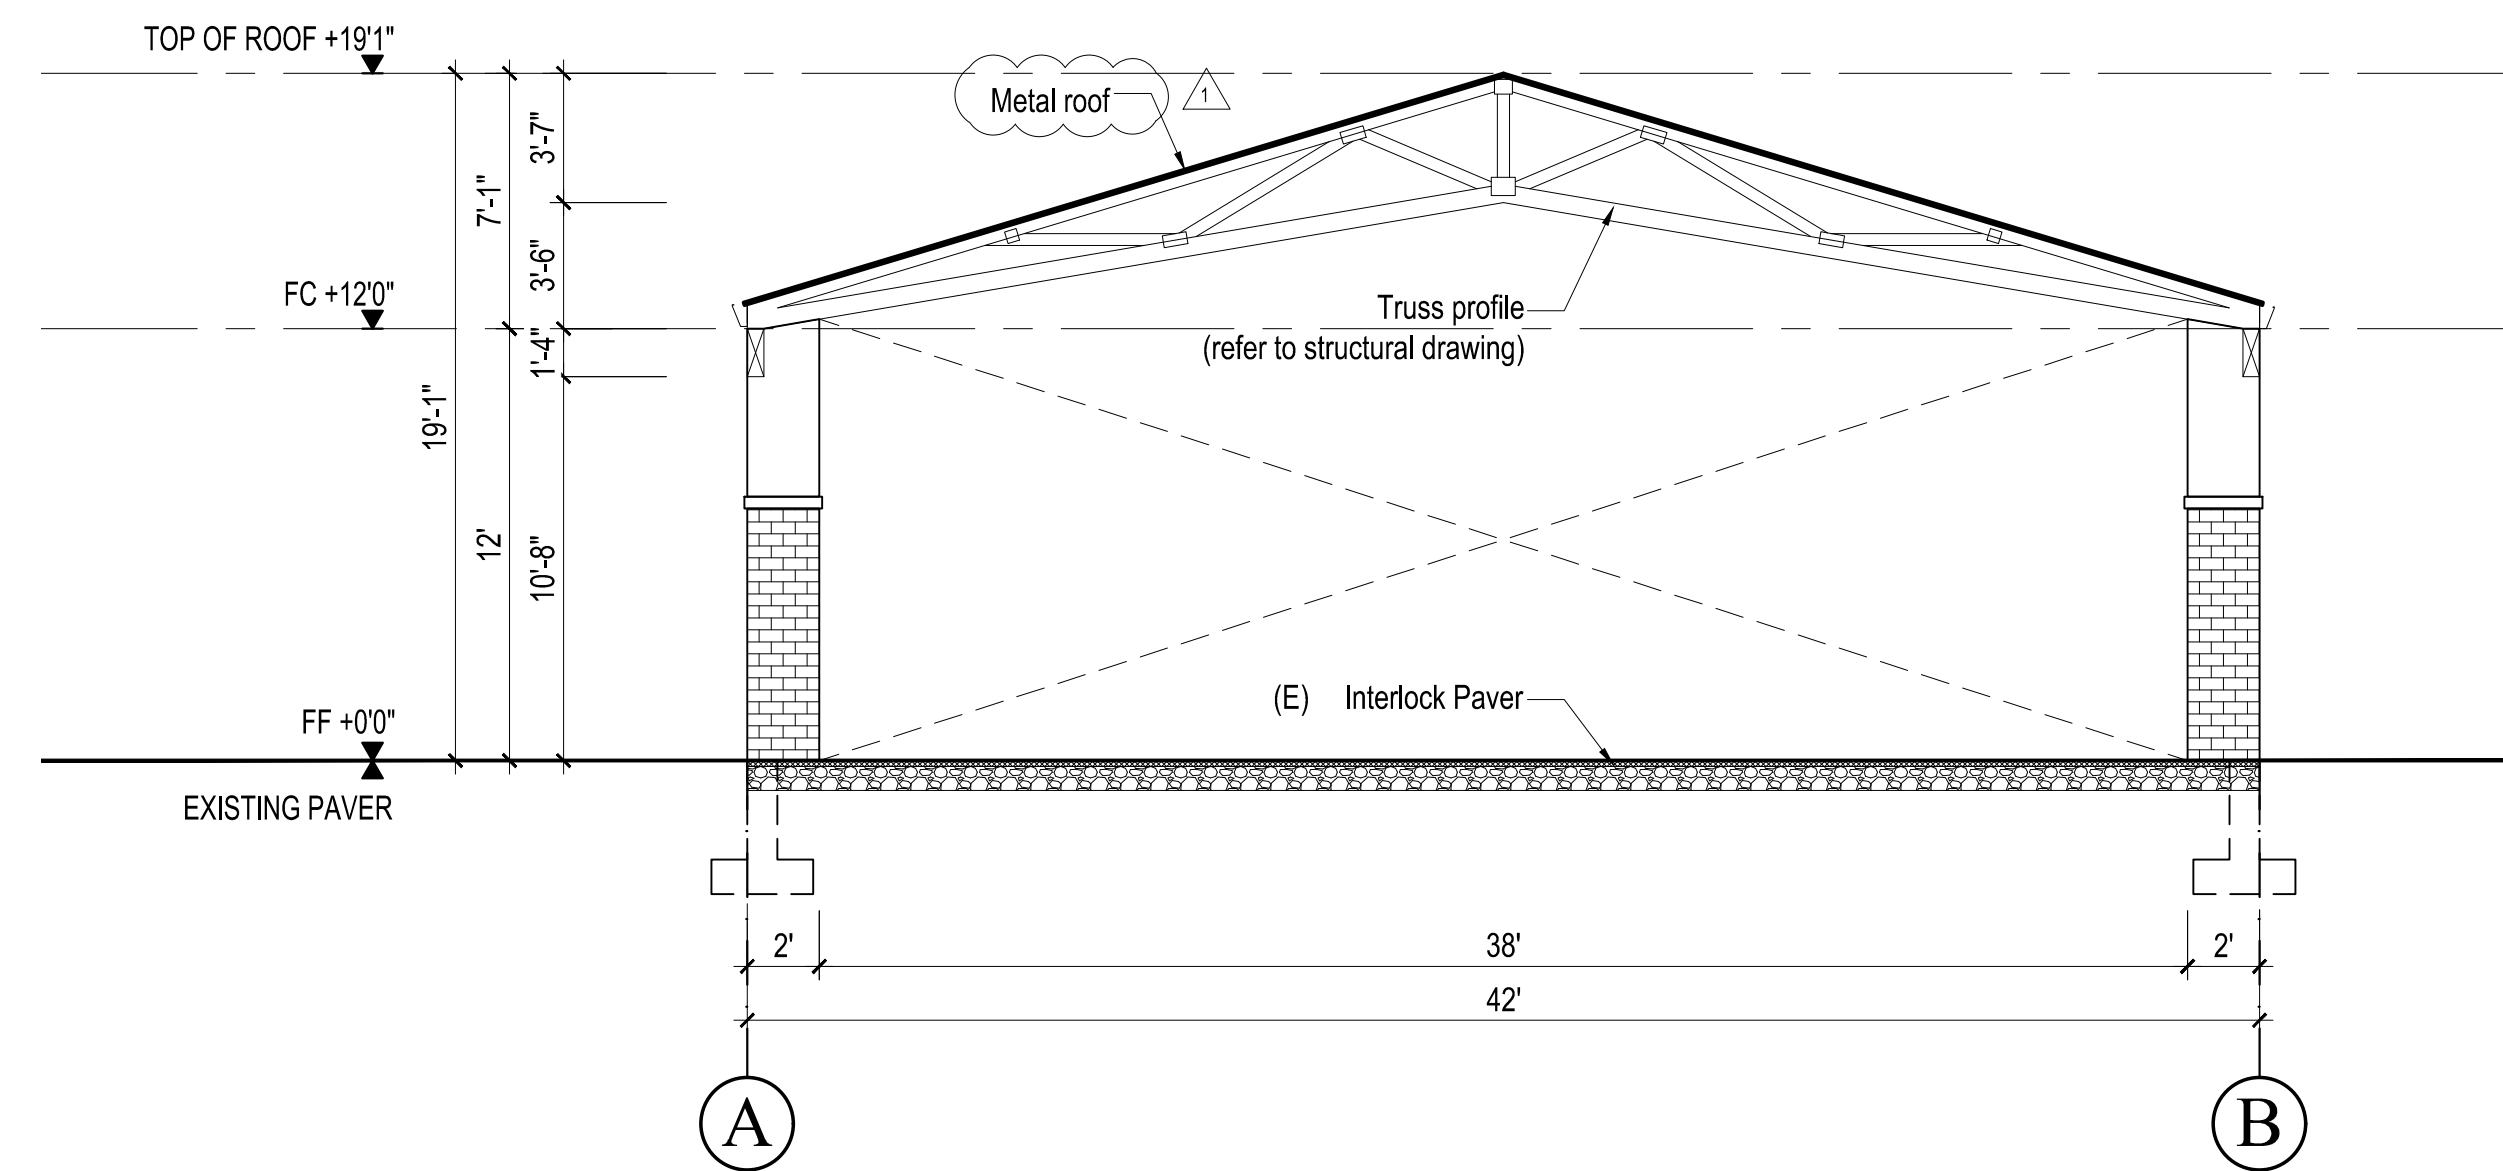 TOP OF ROOF +19'1"
Metal roof
1
3'-7"
7'-1"
3'-6"
FC +12'0"
Truss profile
(refer to structural drawing)
1'-4"
19'-1"
12'
10'-8"
(E) Interlock Paver
FF +0'0"
EXISTING PAVER
2'
38'
2'
42'
A
B